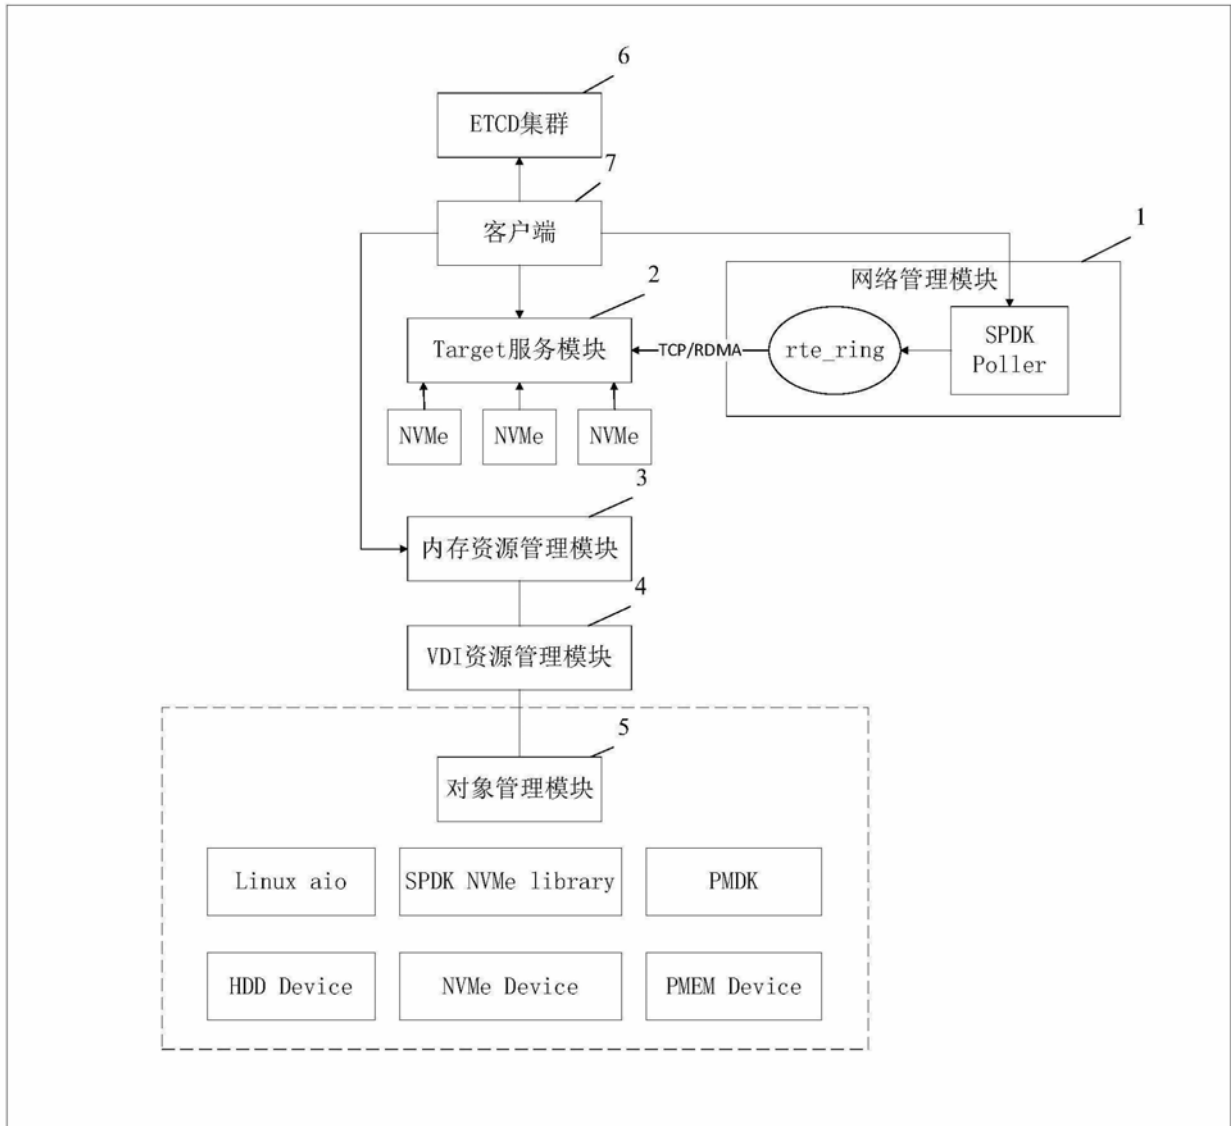 6
ETCD集群
7
客户端
1
网络管理模块
2
Target服务模块
TCP/RDMA
rte_ring
SPDK
Poller
NVMe
NVMe
NVMe
3
内存资源管理模块
4
VDI资源管理模块
5
对象管理模块
Linux aio
SPDK NVMe library
PMDK
HDD Device
NVMe Device
PMEM Device